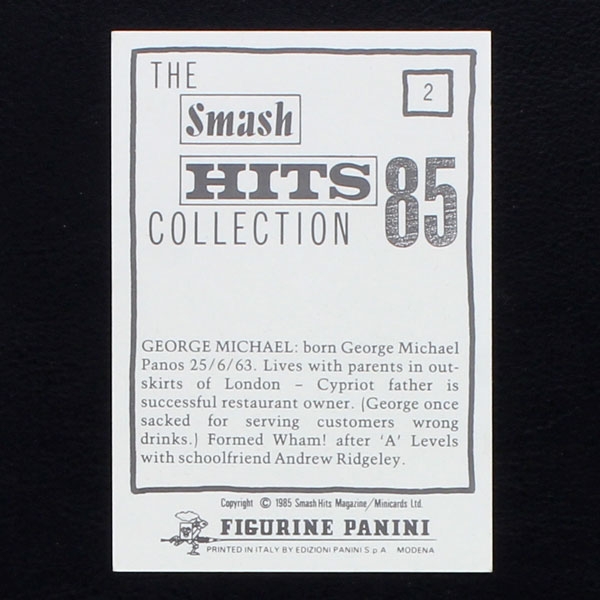 THE
2
Smash
HITS 85
COLLECTION
GEORGE MICHAEL: born George Michael
Panos 25/6/63. Lives with parents in out-
skirts of London – Cypriot father is
successful restaurant owner. (George once
sacked for serving customers wrong
drinks.) Formed Wham! after 'A' Levels
with schoolfriend Andrew Ridgeley.
Copyright © 1985 Smash Hits Magazine/Minicards Ltd.
FIGURINE PANINI
PRINTED IN ITALY BY EDIZIONI PANINI S.p.A. MODENA